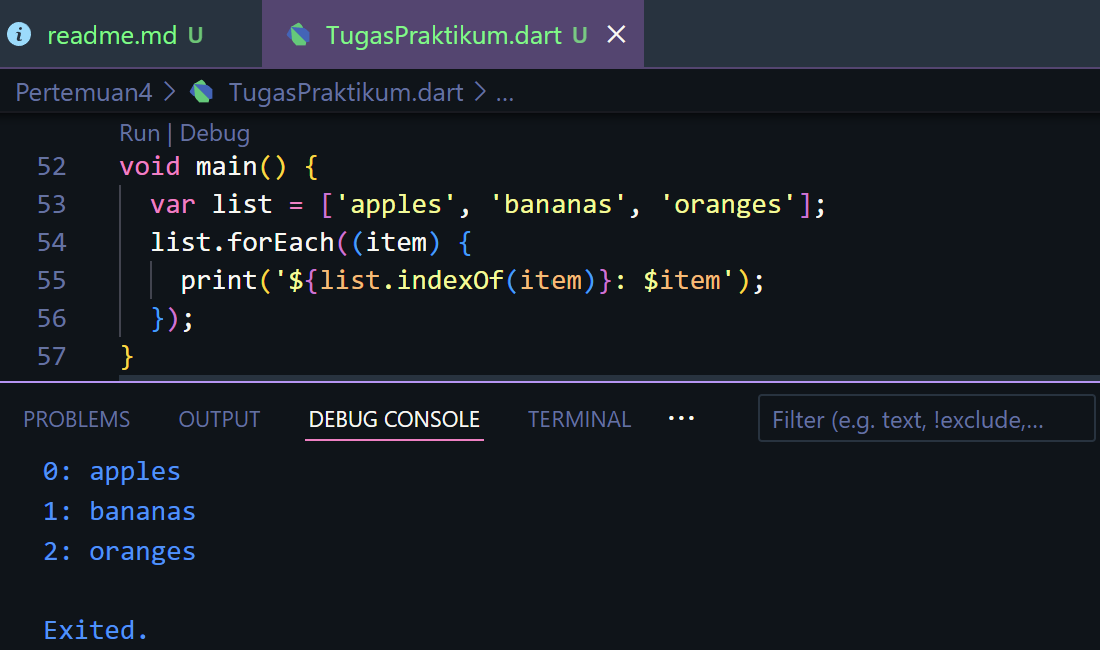 readme.md U TugasPraktikum.dart U
Pertemuan4 > TugasPraktikum.dart > ...
Run | Debug
52 void main() {
53 var list = ['apples', 'bananas', 'oranges'];
54 list.forEach((item) {
55 print('${list.indexOf(item)}: $item');
56 });
57 }
PROBLEMS OUTPUT DEBUG CONSOLE TERMINAL ... Filter (e.g. text, !exclude,...
0: apples
1: bananas
2: oranges
Exited.